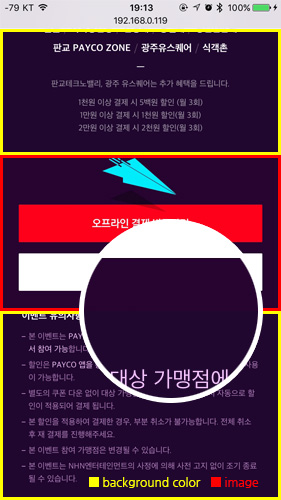 -79 KT 19:13 100%
192.168.0.119
판교 PAYCO ZONE / 광주유스퀘어 / 식객촌
판교테크노밸리, 광주 유스퀘어는 추가 혜택을 드립니다.
1천원 이상 결제 시 5백원 할인 (월 3회)
1만원 이상 결제 시 1천원 할인(월 3회)
2만원 이상 결제 시 2천원 할인(월 3회)
오프라인 결제
대상 가맹점에
이벤트 유의사항
– 본 이벤트는 PAY
서 참여 가능합니다
– 할인은 PAYCO 앱을 사용
이 가능합니다.
– 별도의 쿠폰 다운 없이 대상 자동으로 할
인이 적용되어 결제 됩니다.
– 본 할인을 적용하여 결제한 경우, 부분 취소가 불가능합니다. 전체 취소
후 재 결제를 진행해주세요.
– 본 이벤트 참여 가맹점은 변경될 수 있습니다.
– 본 이벤트는 NHN엔터테인먼트의 사정에 의해 사전 고지 없이 조기 종료
될 수 있습니다.
background color image